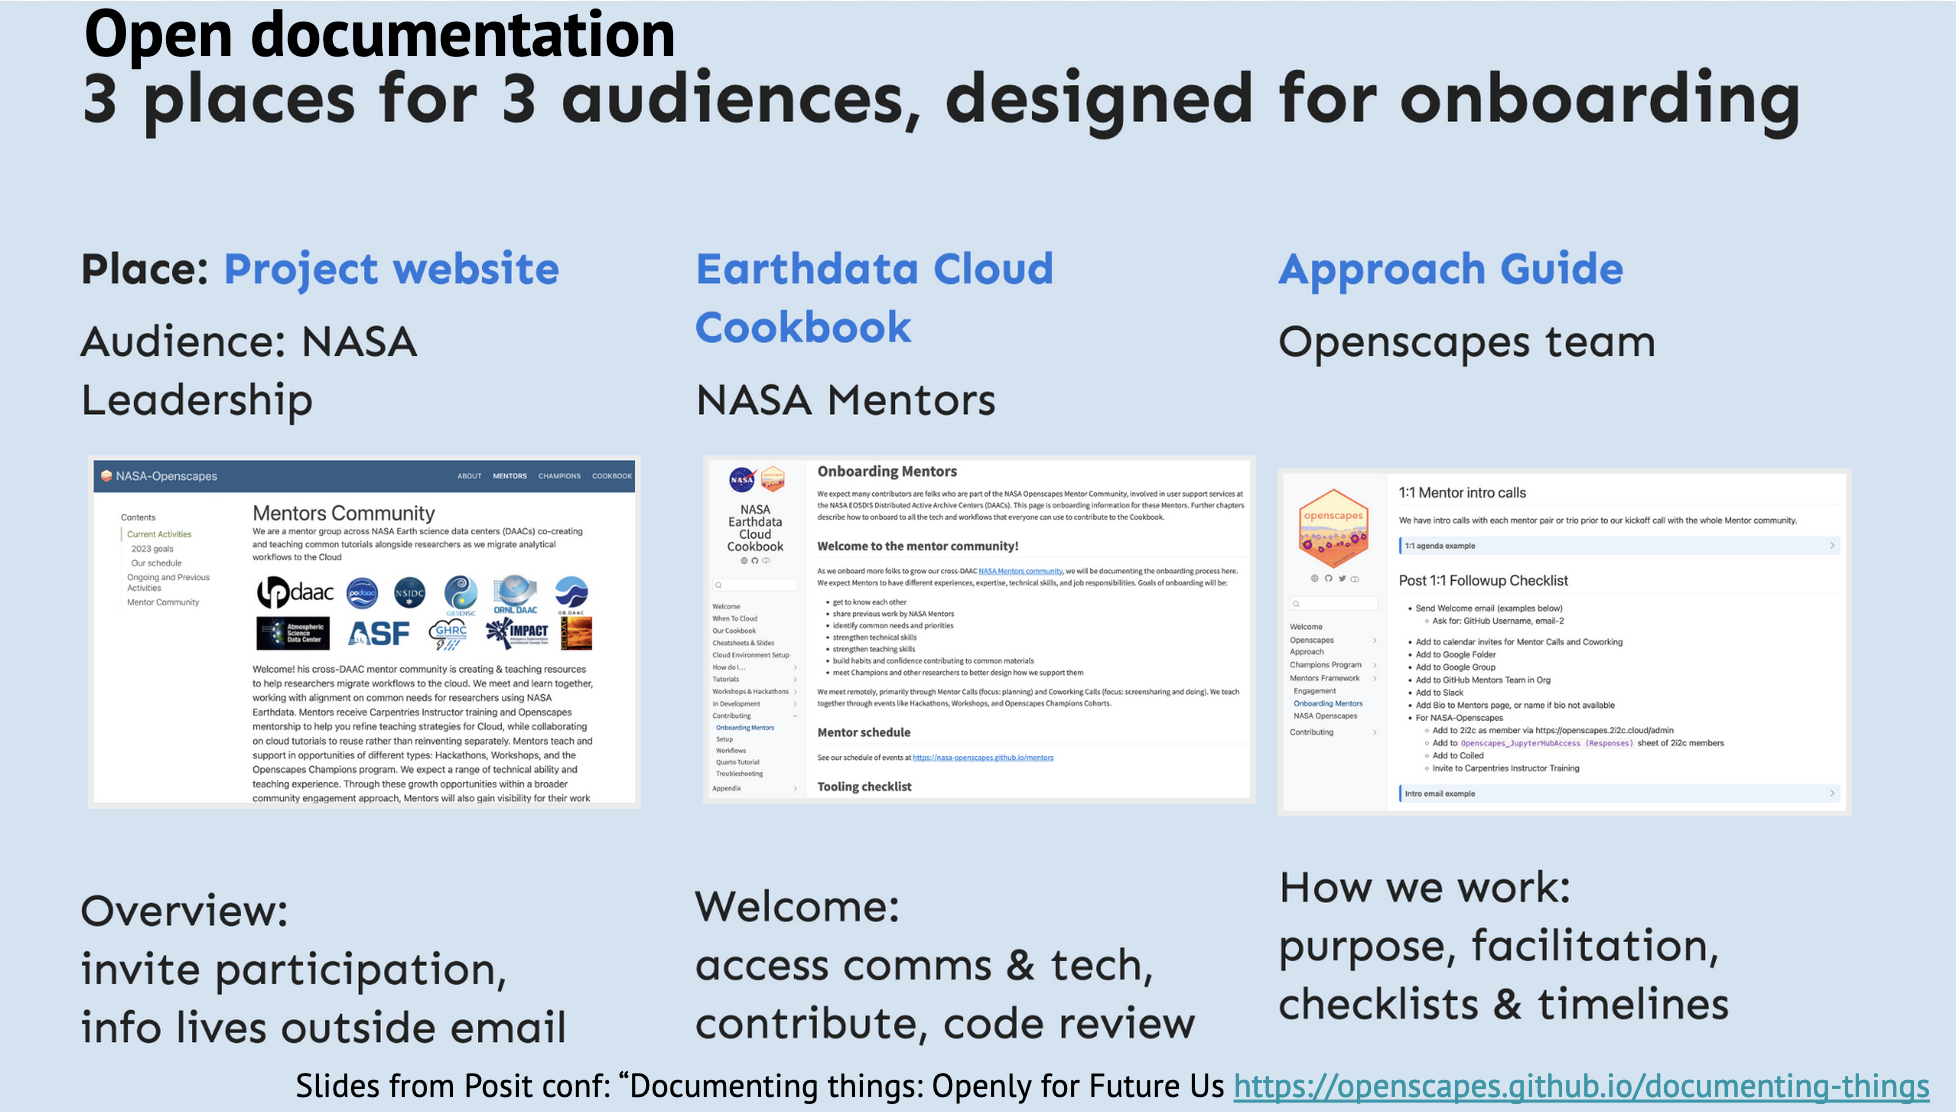 Open documentation
3 places for 3 audiences, designed for onboarding
Place: Project website
Audience: NASA
Leadership
NASA-Openscapes
ABOUT MENTORS CHAMPIONS COOKBOOK
Contents
Current Activities
2023 goals
Our schedule
Ongoing and Previous
Activities
Mentor Community
Mentors Community
We are a mentor group across NASA Earth science data centers (DAACs) co-creating
and teaching common tutorials alongside researchers as we migrate analytical
workflows to the Cloud
lpdaac
podaac
NSIDC
GES DISC
ORNL DAAC
OB.DAAC
Atmospheric
Science
Data Center
ASF
GHRC
IMPACT
SEDAC
Welcome! his cross-DAAC mentor community is creating & teaching resources
to help researchers migrate workflows to the cloud. We meet and learn together,
working with alignment on common needs for researchers using NASA
Earthdata. Mentors receive Carpentries Instructor training and Openscapes
mentorship to help you refine teaching strategies for Cloud, while collaborating
on cloud tutorials to reuse rather than reinventing separately. Mentors teach and
support in opportunities of different types: Hackathons, Workshops, and the
Openscapes Champions program. We expect a range of technical ability and
teaching experience. Through these growth opportunities within a broader
community engagement approach, Mentors will also gain visibility for their work
Overview:
invite participation,
info lives outside email
Earthdata Cloud
Cookbook
NASA Mentors
NASA
NASA
Earthdata
Cloud
Cookbook
Welcome
When To Cloud
Our Cookbook
Cheatsheets & Slides
Cloud Environment Setup
How do I...
Tutorials
Workshops & Hackathons
In Development
Contributing
Onboarding Mentors
Setup
Workflows
Quarto Tutorial
Troubleshooting
Appendix
Onboarding Mentors
We expect many contributors are folks who are part of the NASA Openscapes Mentor Community, involved in user support services at
the NASA EOSDIS Distributed Active Archive Centers (DAACs). This page is onboarding information for these Mentors. Further chapters
describe how to onboard to all the tech and workflows that everyone can use to contribute to the Cookbook.
Welcome to the mentor community!
As we onboard more folks to grow our cross-DAAC NASA Mentors community, we will be documenting the onboarding process here.
We expect Mentors to have different experiences, expertise, technical skills, and job responsibilities. Goals of onboarding will be:
• get to know each other
• share previous work by NASA Mentors
• identify common needs and priorities
• strengthen technical skills
• strengthen teaching skills
• build habits and confidence contributing to common materials
• meet Champions and other researchers to better design how we support them
We meet remotely, primarily through Mentor Calls (focus: planning) and Coworking Calls (focus: screensharing and doing). We teach
together through events like Hackathons, Workshops, and Openscapes Champions Cohorts.
Mentor schedule
See our schedule of events at https://nasa-openscapes.github.io/mentors
Tooling checklist
Welcome:
access comms & tech,
contribute, code review
Approach Guide
Openscapes team
openscapes
Welcome
Openscapes
Approach
Champions Program
Mentors Framework
Engagement
Onboarding Mentors
NASA Openscapes
Contributing
1:1 Mentor intro calls
We have intro calls with each mentor pair or trio prior to our kickoff call with the whole Mentor community.
1:1 agenda example
Post 1:1 Followup Checklist
• Send Welcome email (examples below)
◦ Ask for: GitHub Username, email-2
• Add to calendar invites for Mentor Calls and Coworking
• Add to Google Folder
• Add to Google Group
• Add to GitHub Mentors Team in Org
• Add to Slack
• Add Bio to Mentors page, or name if bio not available
• For NASA-Openscapes
◦ Add to 2i2c as member via https://openscapes.2i2c.cloud/admin
◦ Add to Openscapes_JupyterHubAccess (Responses) sheet of 2i2c members
◦ Add to Coiled
◦ Invite to Carpentries Instructor Training
Intro email example
How we work:
purpose, facilitation,
checklists & timelines
Slides from Posit conf: “Documenting things: Openly for Future Us https://openscapes.github.io/documenting-things